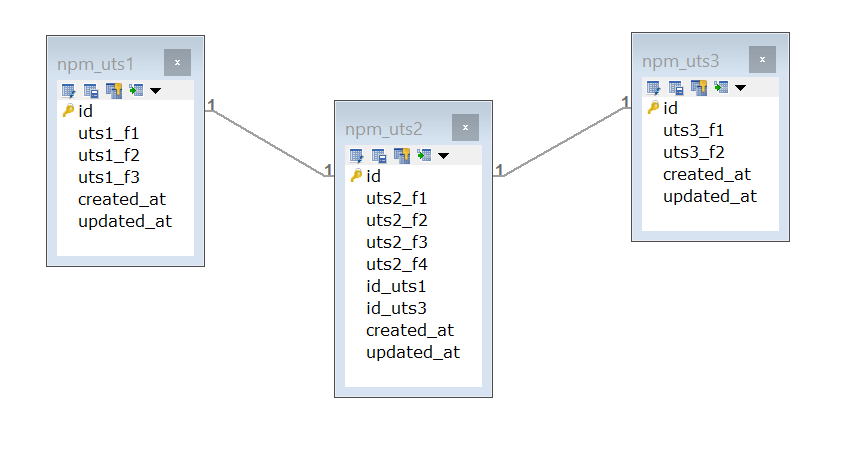 npm_uts1
x
id
uts1_f1
uts1_f2
uts1_f3
created_at
updated_at
1
1
npm_uts2
x
id
uts2_f1
uts2_f2
uts2_f3
uts2_f4
id_uts1
id_uts3
created_at
updated_at
1
1
npm_uts3
x
id
uts3_f1
uts3_f2
created_at
updated_at